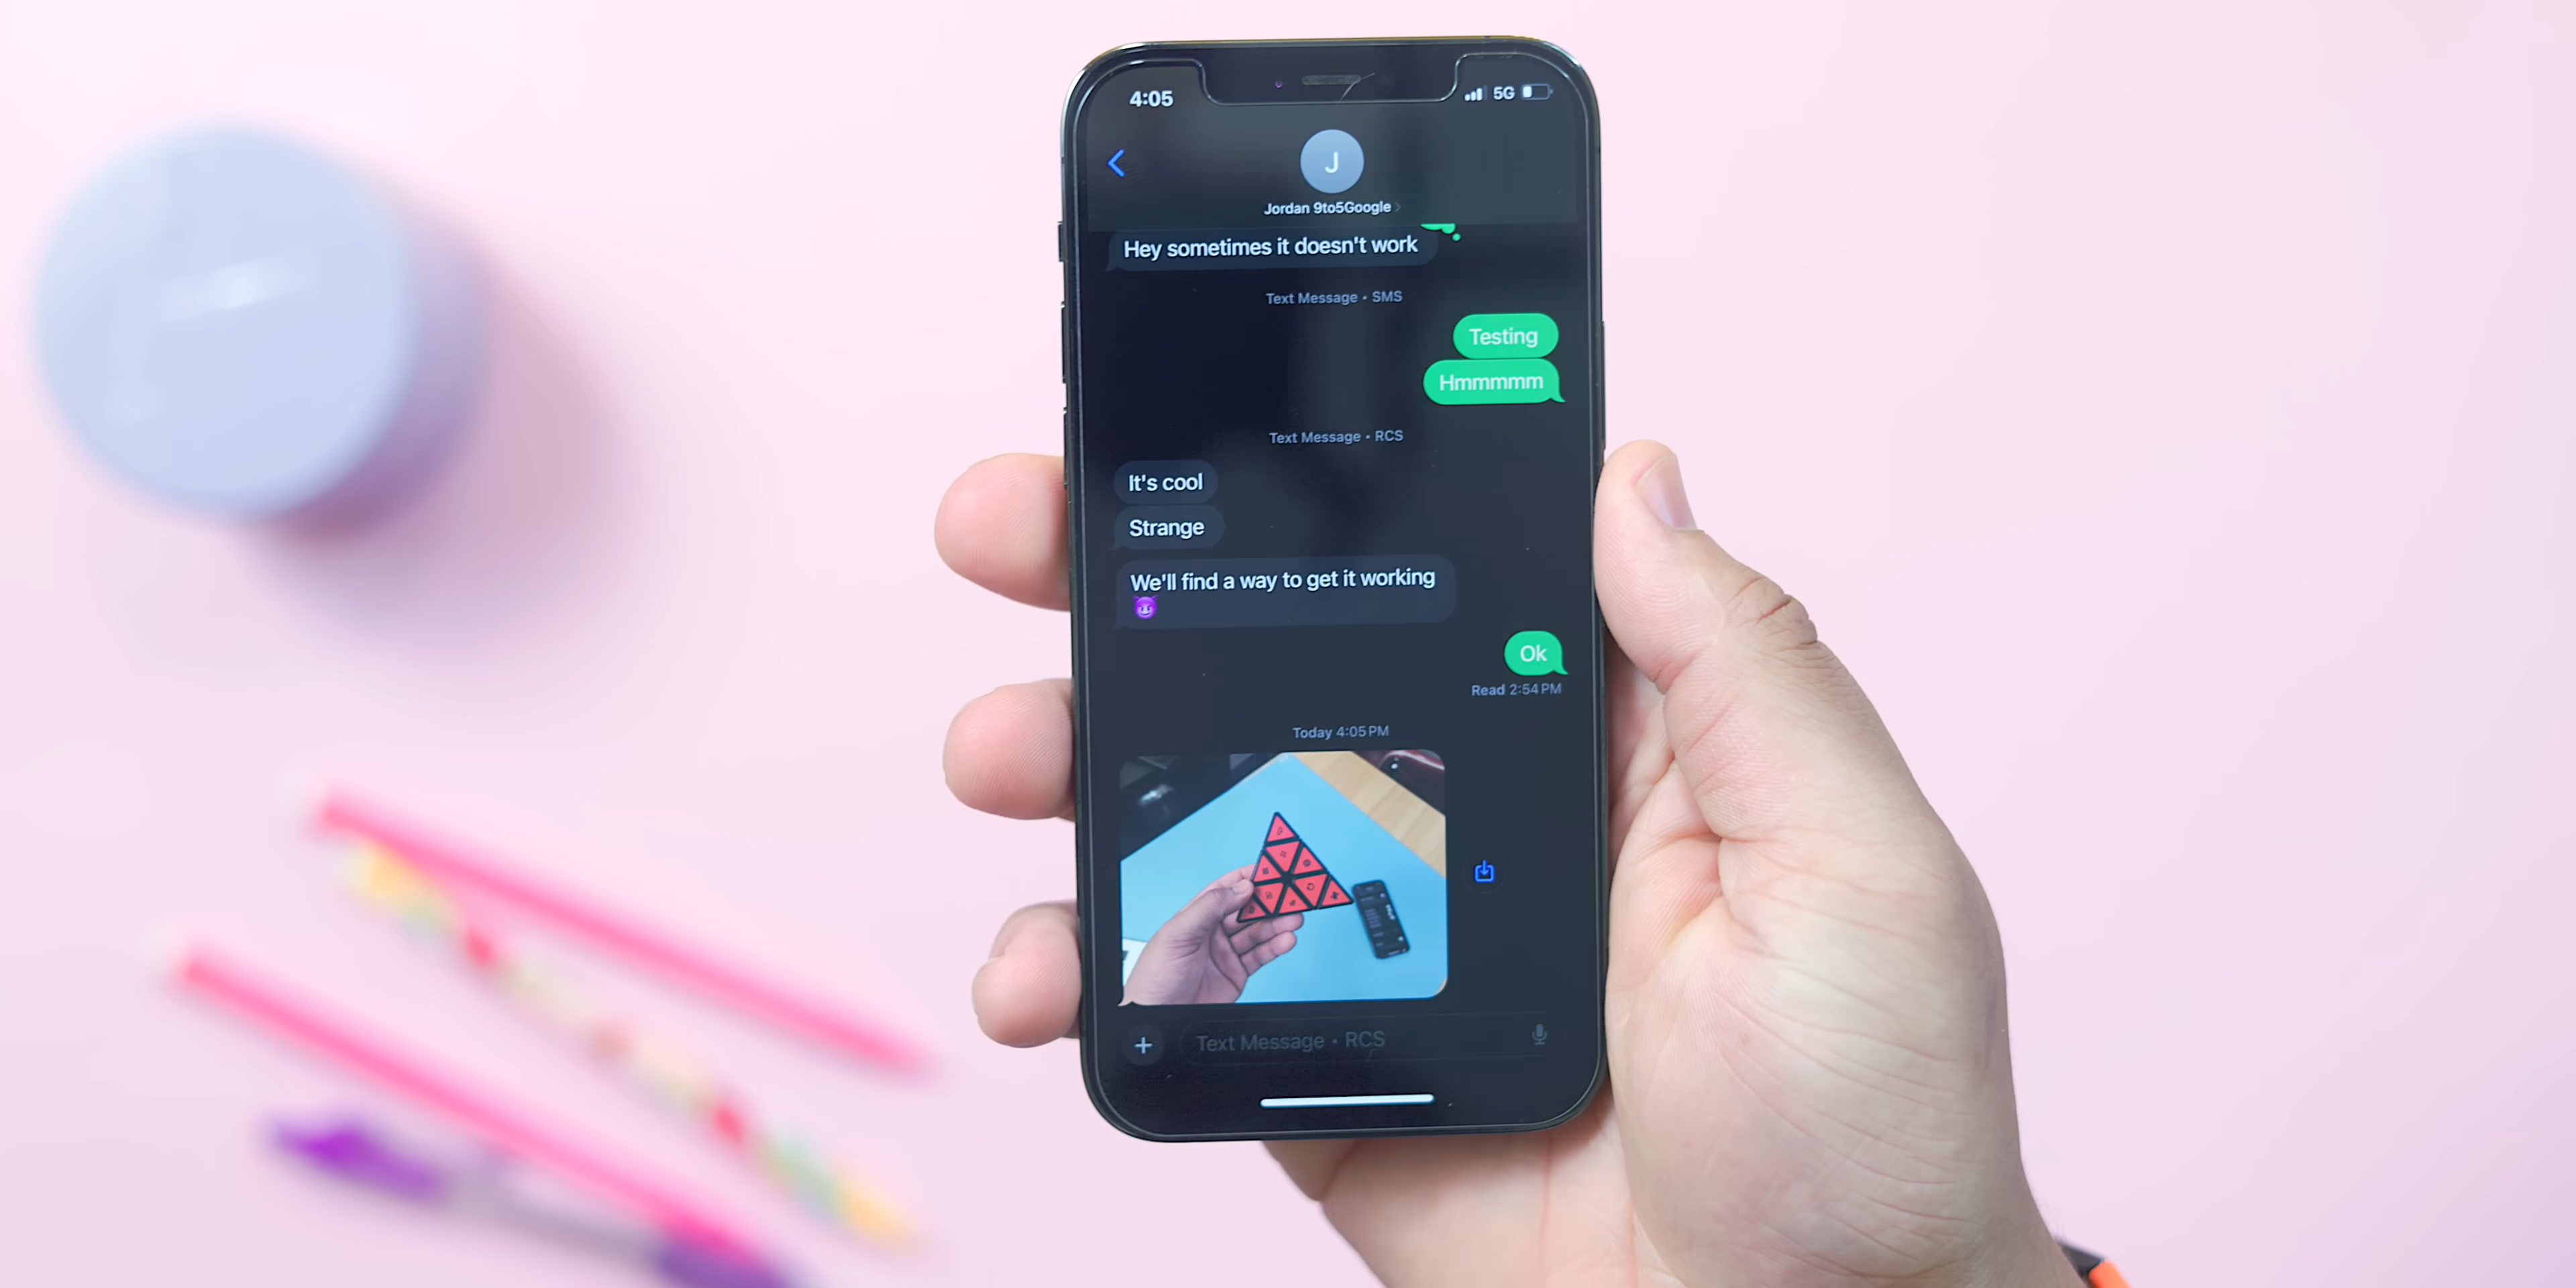 4:05
5G
J
Jordan 9to5Google
Hey sometimes it doesn't work
Text Message • SMS
Testing
Hmmmmm
Text Message • RCS
It's cool
Strange
We'll find a way to get it working
😈
Ok
Read 2:54 PM
Today 4:05 PM
Text Message • RCS